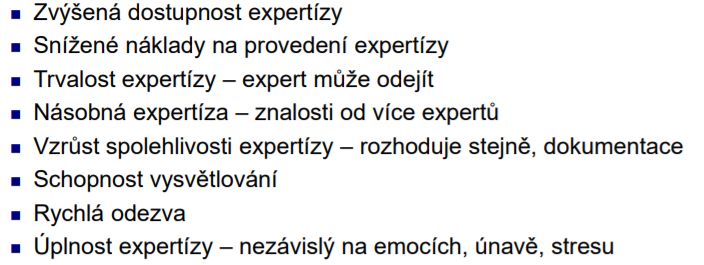 Zvýšená dostupnost expertízy
Snížené náklady na provedení expertízy
Trvalost expertízy – expert může odejít
Násobná expertíza – znalosti od více expertů
Vzrůst spolehlivosti expertízy – rozhoduje stejně, dokumentace
Schopnost vysvětlování
Rychlá odezva
Úplnost expertízy – nezávislý na emocích, únavě, stresu